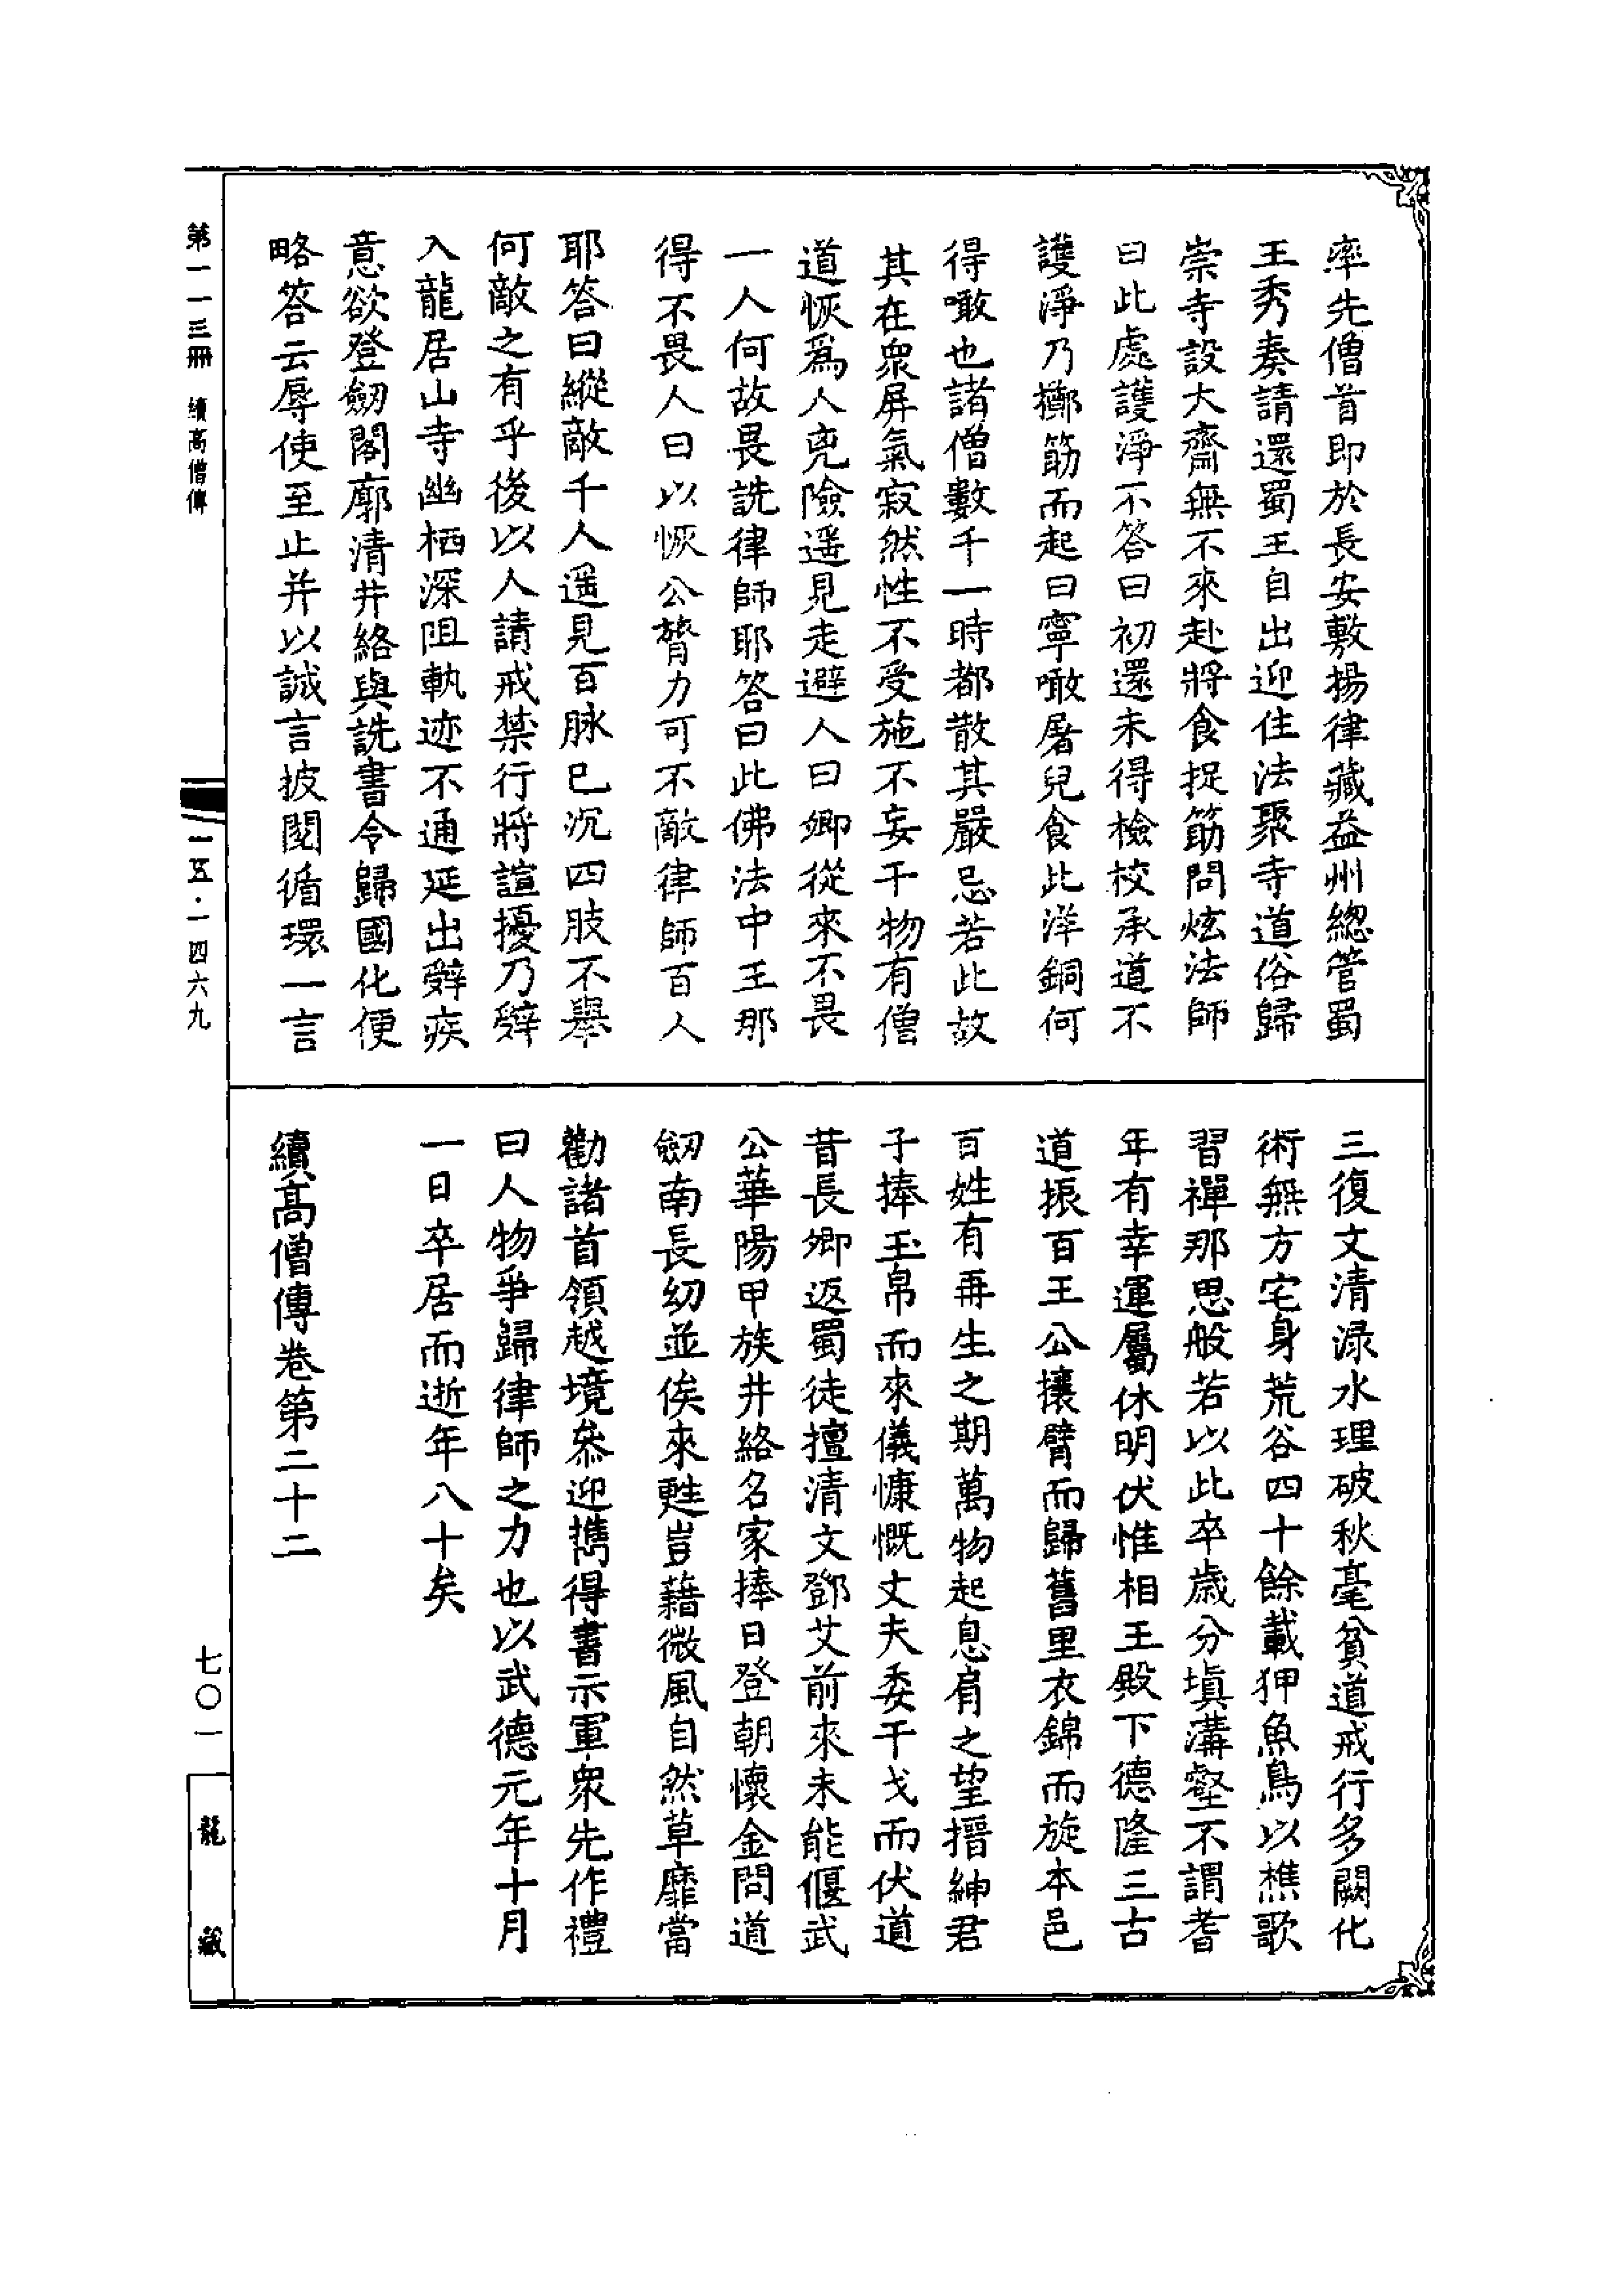 率先僧首即於長安敷揚律藏益州總管蜀
王秀奏請還蜀王自出迎住法聚寺道俗歸
崇寺設大齋無不來赴將食捉筯問炫法師
曰此處護淨不答曰初還未得檢校承道不
護淨乃擲筯而起曰寧噉屠兒食此洋銅何
得噉也諸僧數千一時都散其嚴忌若此故
其在衆屏氣寂然性不受施不妄干物有僧
道恢爲人兇險遥見走避人曰卿從來不畏
一人何故畏詵律師耶答曰此佛法中王那
得不畏人曰以恢公膂力可不敵律師百人
耶答曰縱敵千人遥見百脉已沉四肢不舉
何敵之有乎後以人請戒禁行將諠擾乃辭
入龍居山寺幽栖深阻軌迹不通延出辭疾
意欲登劒閣廓清井絡與詵書令歸國化便
略答云辱使至止并以誠言披閱循環一言
三復文清渌水理破秋毫貧道戒行多闕化
術無方宅身荒谷四十餘載狎魚鳥以樵歌
習禪那思般若以此卒歲分塡溝壑不謂耆
年有幸運屬休明伏惟相王殿下德隆三古
道振百王公攘臂而歸舊里衣錦而旋本邑
百姓有再生之期萬物起息肩之望搢紳君
子捧玉帛而來儀慷慨丈夫委干戈而伏道
昔長卿返蜀徒擅清文鄧艾前來未能偃武
公華陽甲族井絡名家捧日登朝懷金問道
劒南長幼並俟來甦豈藉微風自然草靡當
勸諸首領越境叅迎携得書示軍衆先作禮
曰人物爭歸律師之力也以武德元年十月
一日卒居而逝年八十矣
續髙僧傳卷第二十二
第一一三冊 續高僧傳
一五·一四六九
七〇一
龍藏